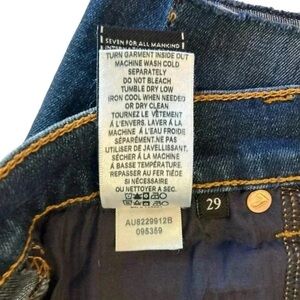 SEVEN FOR ALL MANKIND
TURN GARMENT INSIDE OUT
MACHINE WASH COLD
SEPARATELY
DO NOT BLEACH
TUMBLE DRY LOW
IRON COOL WHEN NEEDED
OR DRY CLEAN
TOURNEZ LE VÊTEMENT
À L'ENVERS. LAVER À LA
MACHINE À L'EAU FROIDE
SÉPARÉMENT. NE PAS
UTILISER DE JAVELLISSANT.
SÉCHER À LA MACHINE
À BASSE TEMPÉRATURE.
REPASSER AU FER TIÈDE
SI NÉCESSAIRE
OU NETTOYER À SEC.
AU8229912B
095359
29